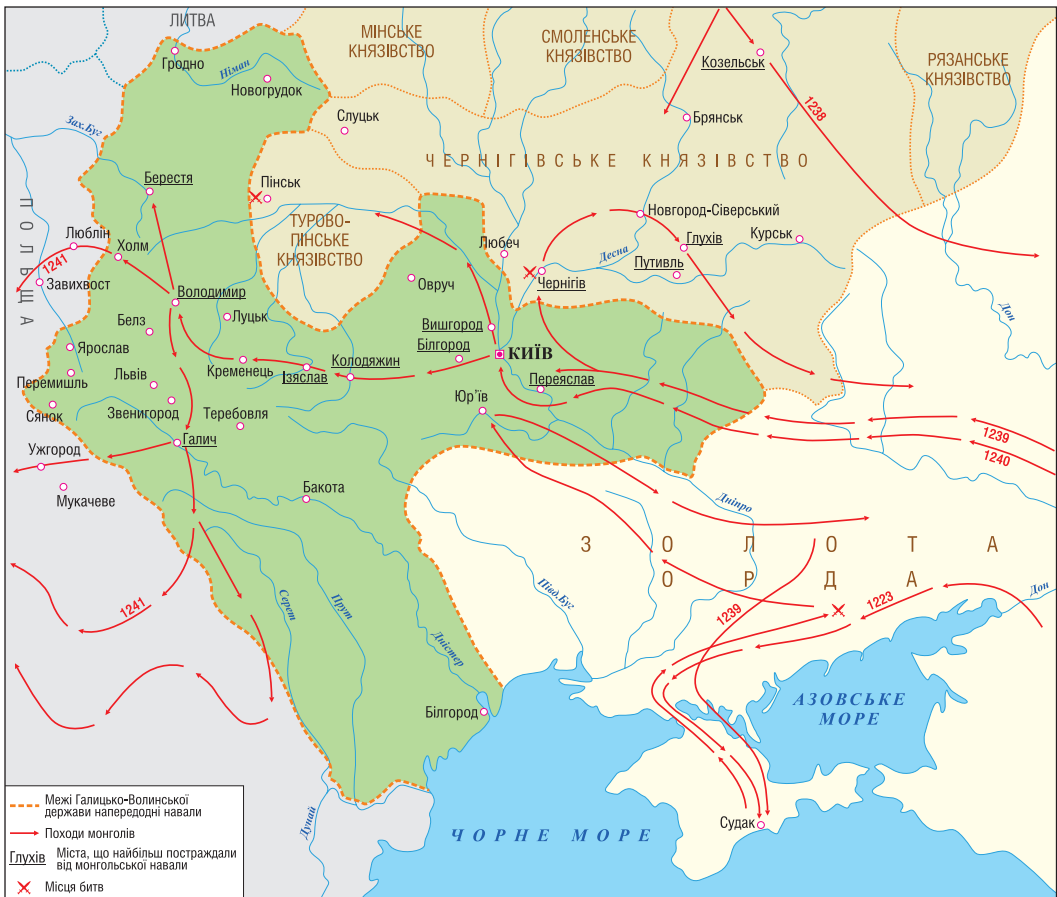 ЛИТВА
МІНСЬКЕ
КНЯЗІВСТВО
СМОЛЕНСЬКЕ
КНЯЗІВСТВО
РЯЗАНСЬКЕ
КНЯЗІВСТВО
Гродно
Німан
Новогрудок
Козельськ
1238
Слуцьк
Брянськ
Зах.Буг
ЧЕРНІГІВСЬКЕ КНЯЗІВСТВО
Берестя
Пінськ
ПОЛЬЩА
ТУРОВО-
ПІНСЬКЕ
КНЯЗІВСТВО
Новгород-Сіверський
Люблін
Холм
1241
Любеч
Десна
Глухів
Курськ
Завихвост
Овруч
Чернігів
Путивль
Дон
Володимир
Белз
Луцьк
Вишгород
Білгород
КИЇВ
Ярослав
Кременець
Ізяслав
Колодяжин
Перемишль
Львів
Переяслав
Сянок
Звенигород
Теребовля
Юр'їв
Ужгород
Галич
1239
1240
Мукачеве
Бакота
Дніпро
ЗОЛОТА
ОРДА
1241
Серет
Прут
Дністер
Півд.Буг
1239
1223
Дон
Білгород
АЗОВСЬКЕ
МОРЕ
Дунай
ЧОРНЕ МОРЕ
Судак
Межі Галицько-Волинської
держави напередодні навали
Походи монголів
Глухів Міста, що найбільш постраждали
від монгольської навали
Місця битв